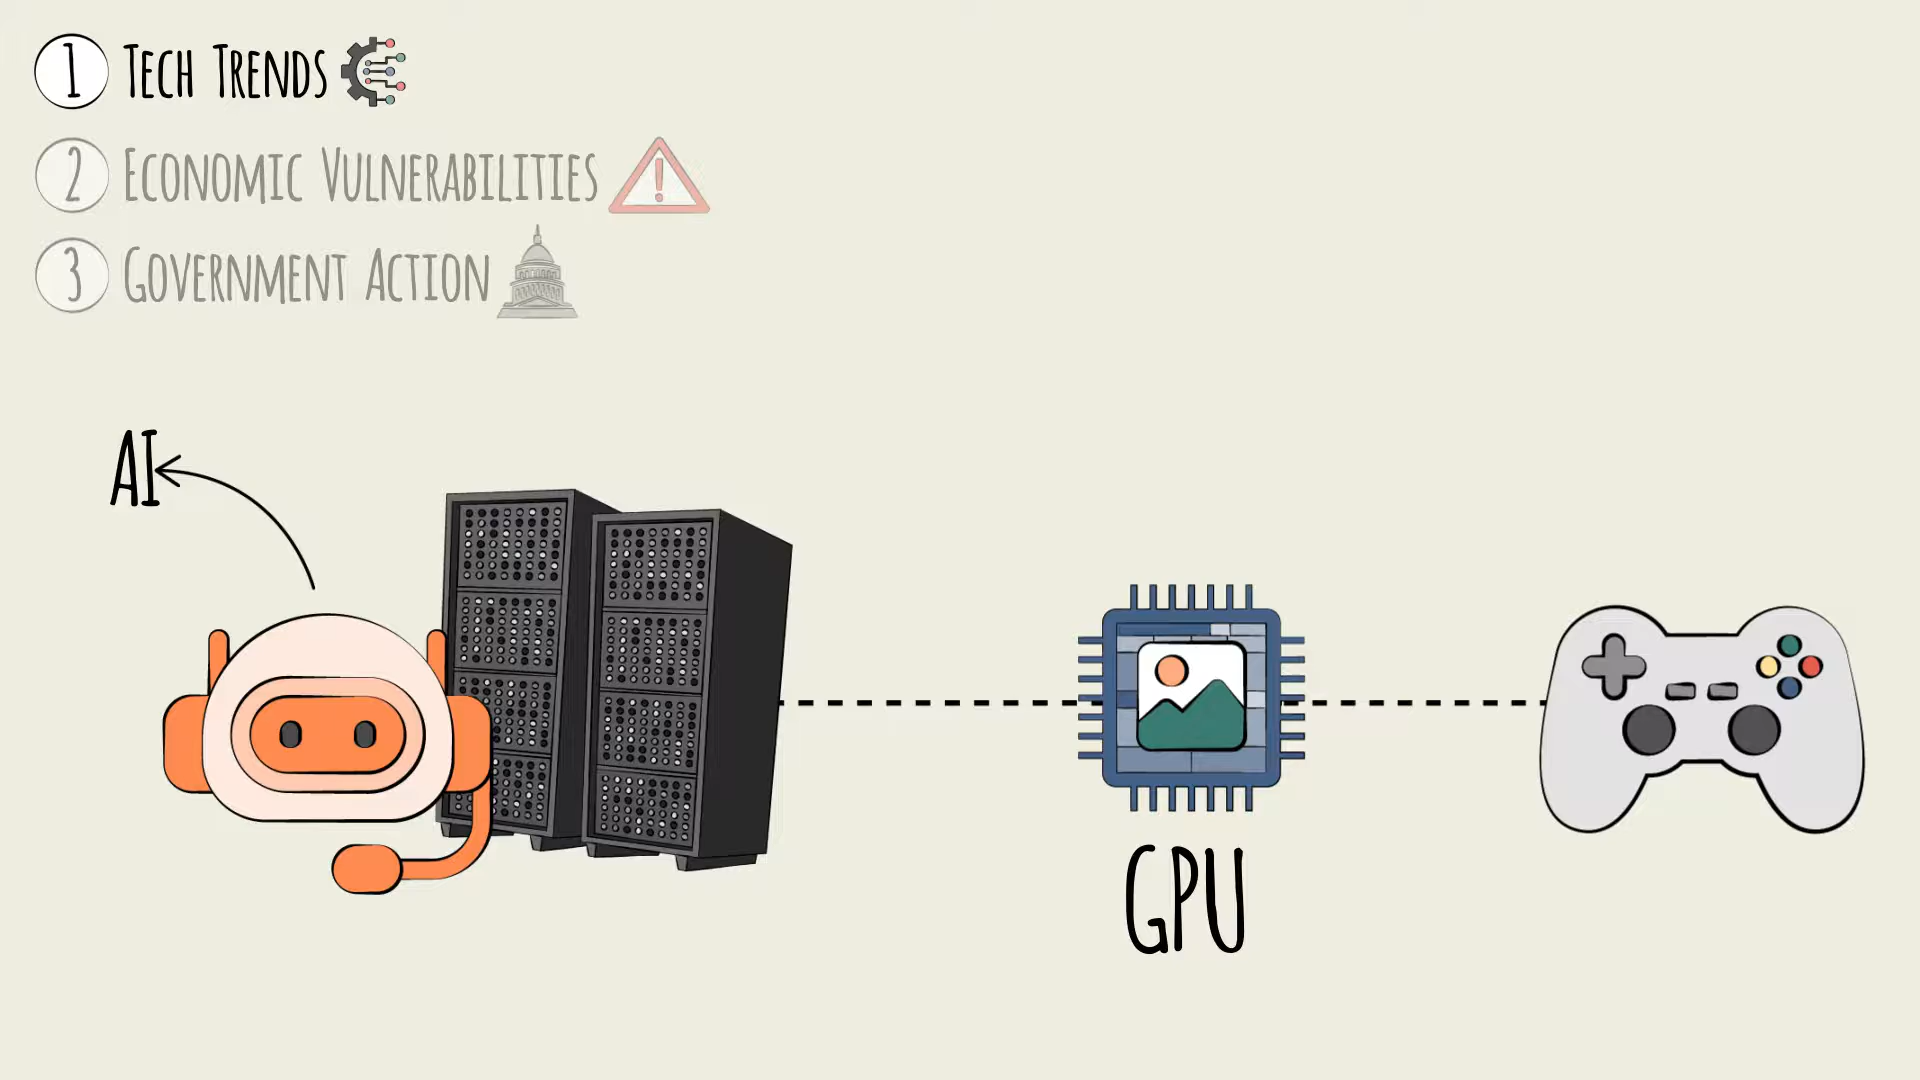 1 TECH TRENDS
2 ECONOMIC VULNERABILITIES
3 GOVERNMENT ACTION
AI
GPU